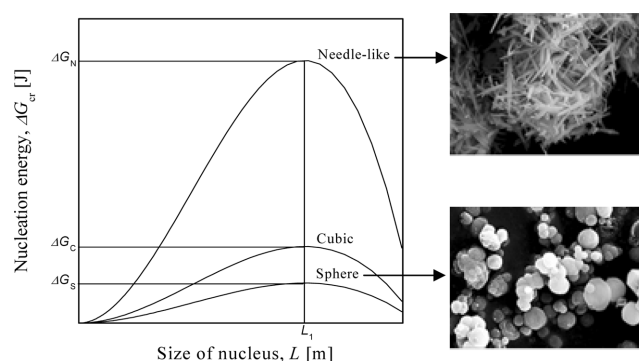 Nucleation energy, ΔG_cr [J]
ΔG_N
Needle-like
ΔG_C
Cubic
ΔG_S
Sphere
L_1
Size of nucleus, L [m]